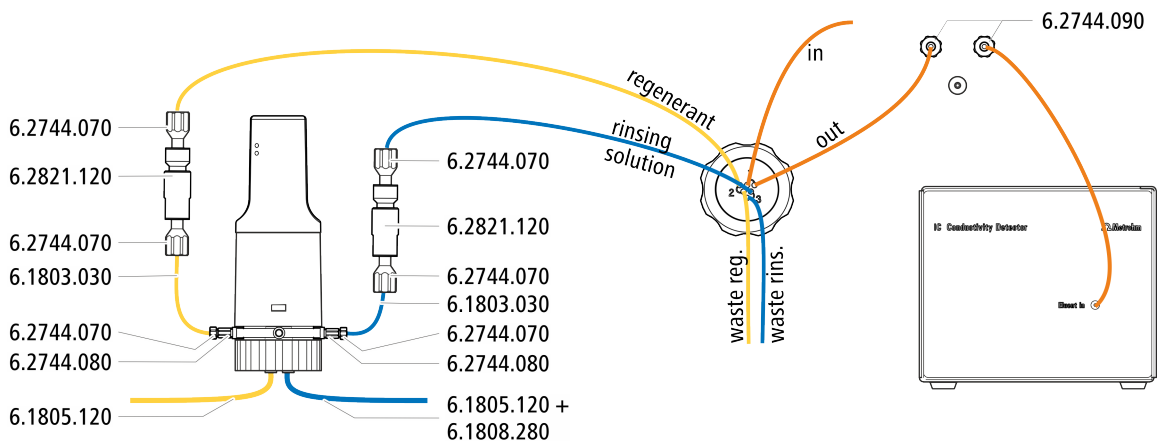 6.2744.090
in
regenerant
out
rinsing
solution
6.2744.070
6.2821.120
6.2744.070
6.1803.030
6.2744.070
6.2744.080
6.1805.120
6.2744.070
6.2821.120
6.2744.070
6.1803.030
6.2744.070
6.2744.080
6.1805.120 +
6.1808.280
2
3
waste reg.
waste rins.
IC Conductivity Detector
Metrohm
Eluent in